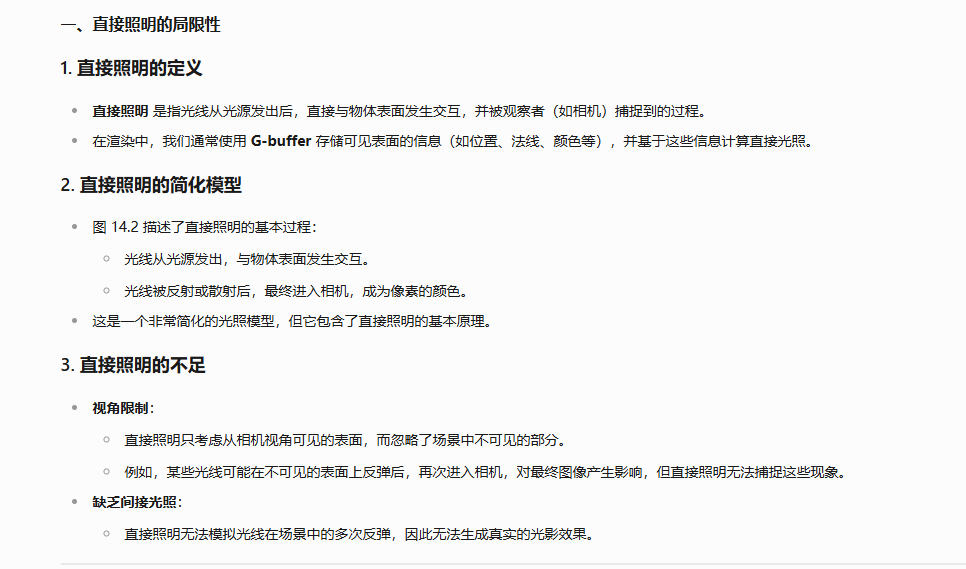 一、直接照明的局限性
1. 直接照明的定义
直接照明 是指光线从光源发出后，直接与物体表面发生交互，并被观察者（如相机）捕捉到的过程。
在渲染中，我们通常使用 G-buffer 存储可见表面的信息（如位置、法线、颜色等），并基于这些信息计算直接光照。
2. 直接照明的简化模型
图 14.2 描述了直接照明的基本过程：
光线从光源发出，与物体表面发生交互。
光线被反射或散射后，最终进入相机，成为像素的颜色。
这是一个非常简化的光照模型，但它包含了直接照明的基本原理。
3. 直接照明的不足
视角限制：
直接照明只考虑从相机视角可见的表面，而忽略了场景中不可见的部分。
例如，某些光线可能在不可见的表面上反弹后，再次进入相机，对最终图像产生影响，但直接照明无法捕捉这些现象。
缺乏间接光照：
直接照明无法模拟光线在场景中的多次反弹，因此无法生成真实的光影效果。